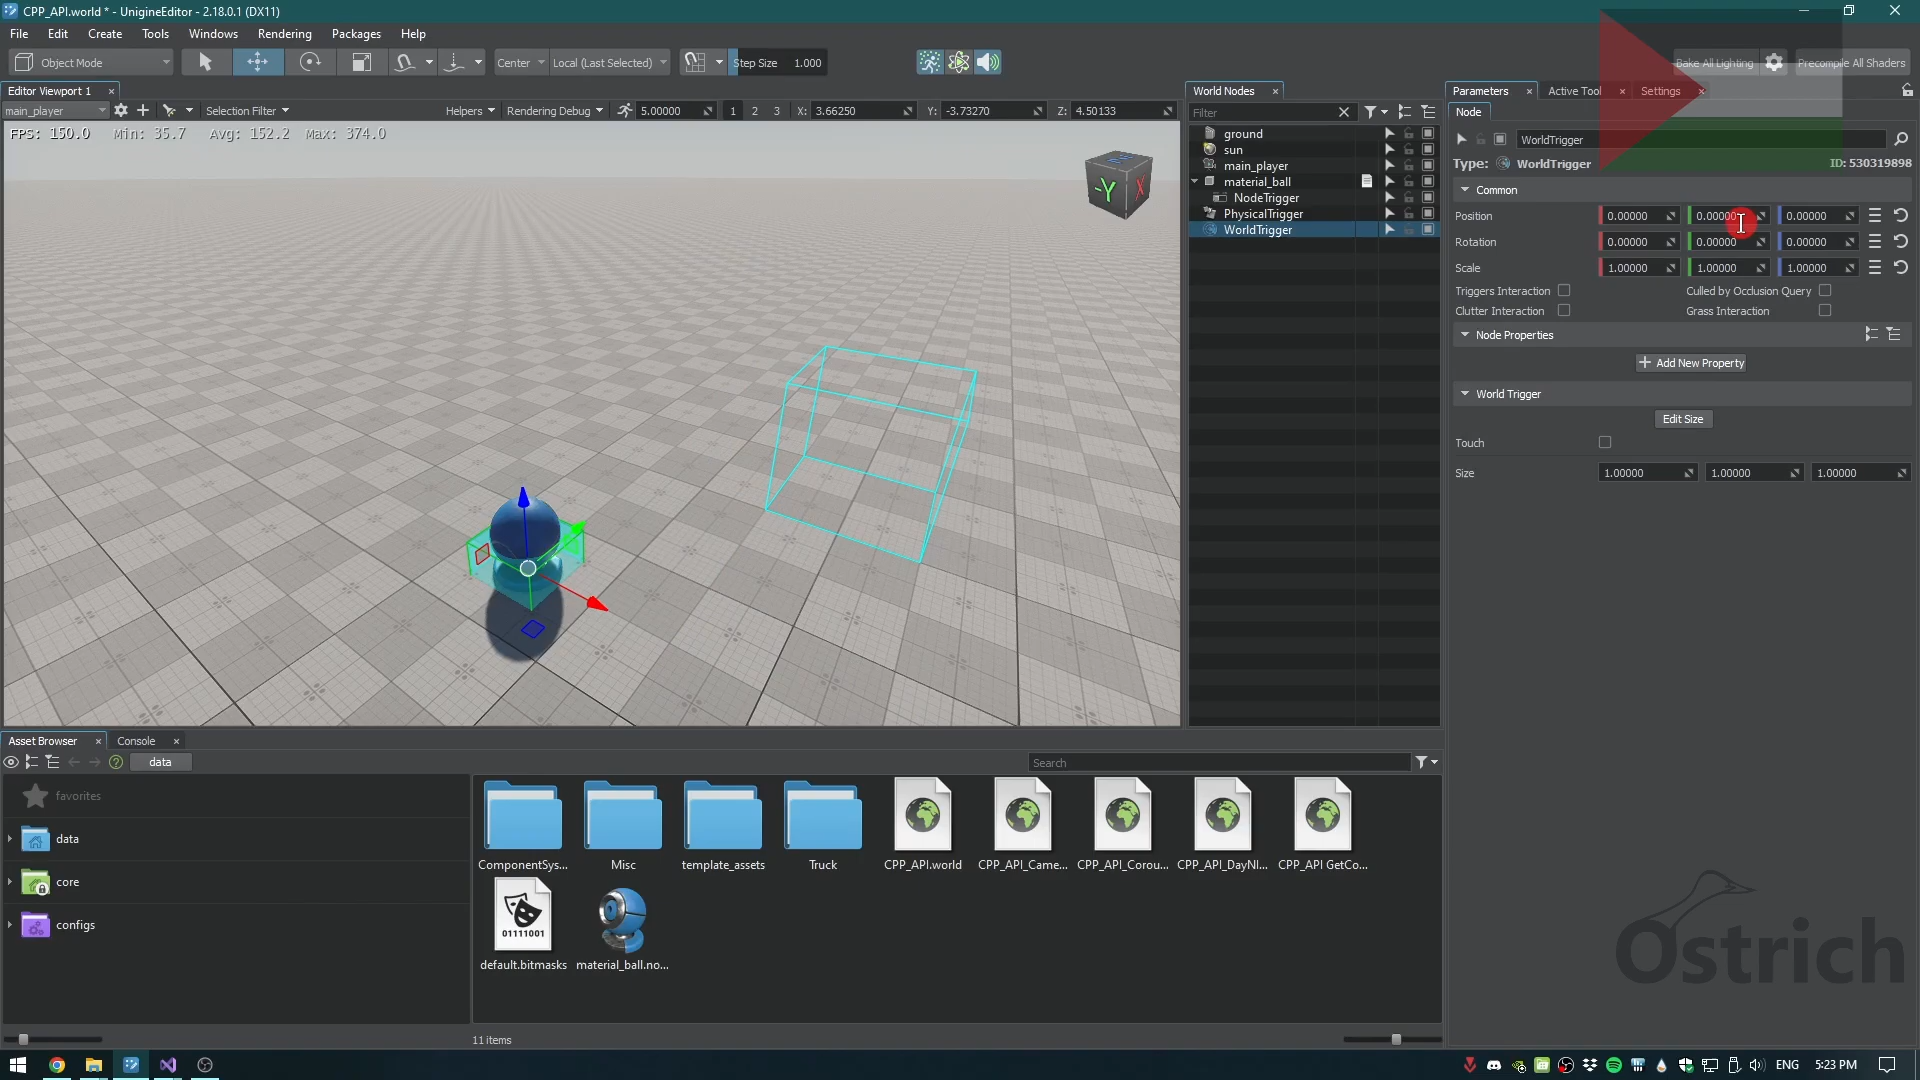 CPP_API.world * - UnigineEditor - 2.18.0.1 (DX11)
File Edit Create Tools Windows Rendering Packages Help
Object Mode Center Local (Last Selected) Step Size 1.000 Bake All Lighting Precompile All Shaders
Editor Viewport 1 World Nodes Parameters Active Tool Settings
main_player Selection Filter Helpers Rendering Debug 5.00000 1 2 3 X: 3.66250 Y: -3.73270 Z: 4.50133 Filter Node
FPS: 150.0 Min: 35.7 Avg: 152.2 Max: 374.0
-Y X
ground
sun
main_player
material_ball
NodeTrigger
PhysicalTrigger
WorldTrigger
WorldTrigger
Type: WorldTrigger ID: 530319898
Common
Position 0.00000 0.00000 0.00000
Rotation 0.00000 0.00000 0.00000
Scale 1.00000 1.00000 1.00000
Triggers Interaction Culled by Occlusion Query
Clutter Interaction Grass Interaction
Node Properties
Add New Property
World Trigger
Edit Size
Touch
Size 1.00000 1.00000 1.00000
Asset Browser Console
data Search
favorites
data
core
configs
ComponentSys... Misc template_assets Truck CPP_API.world CPP_API_Came... CPP_API_Corou... CPP_API_DayNI... CPP_API GetCo...
01111001
default.bitmasks material_ball.no...
11 items
Ostrich
ENG 5:23 PM